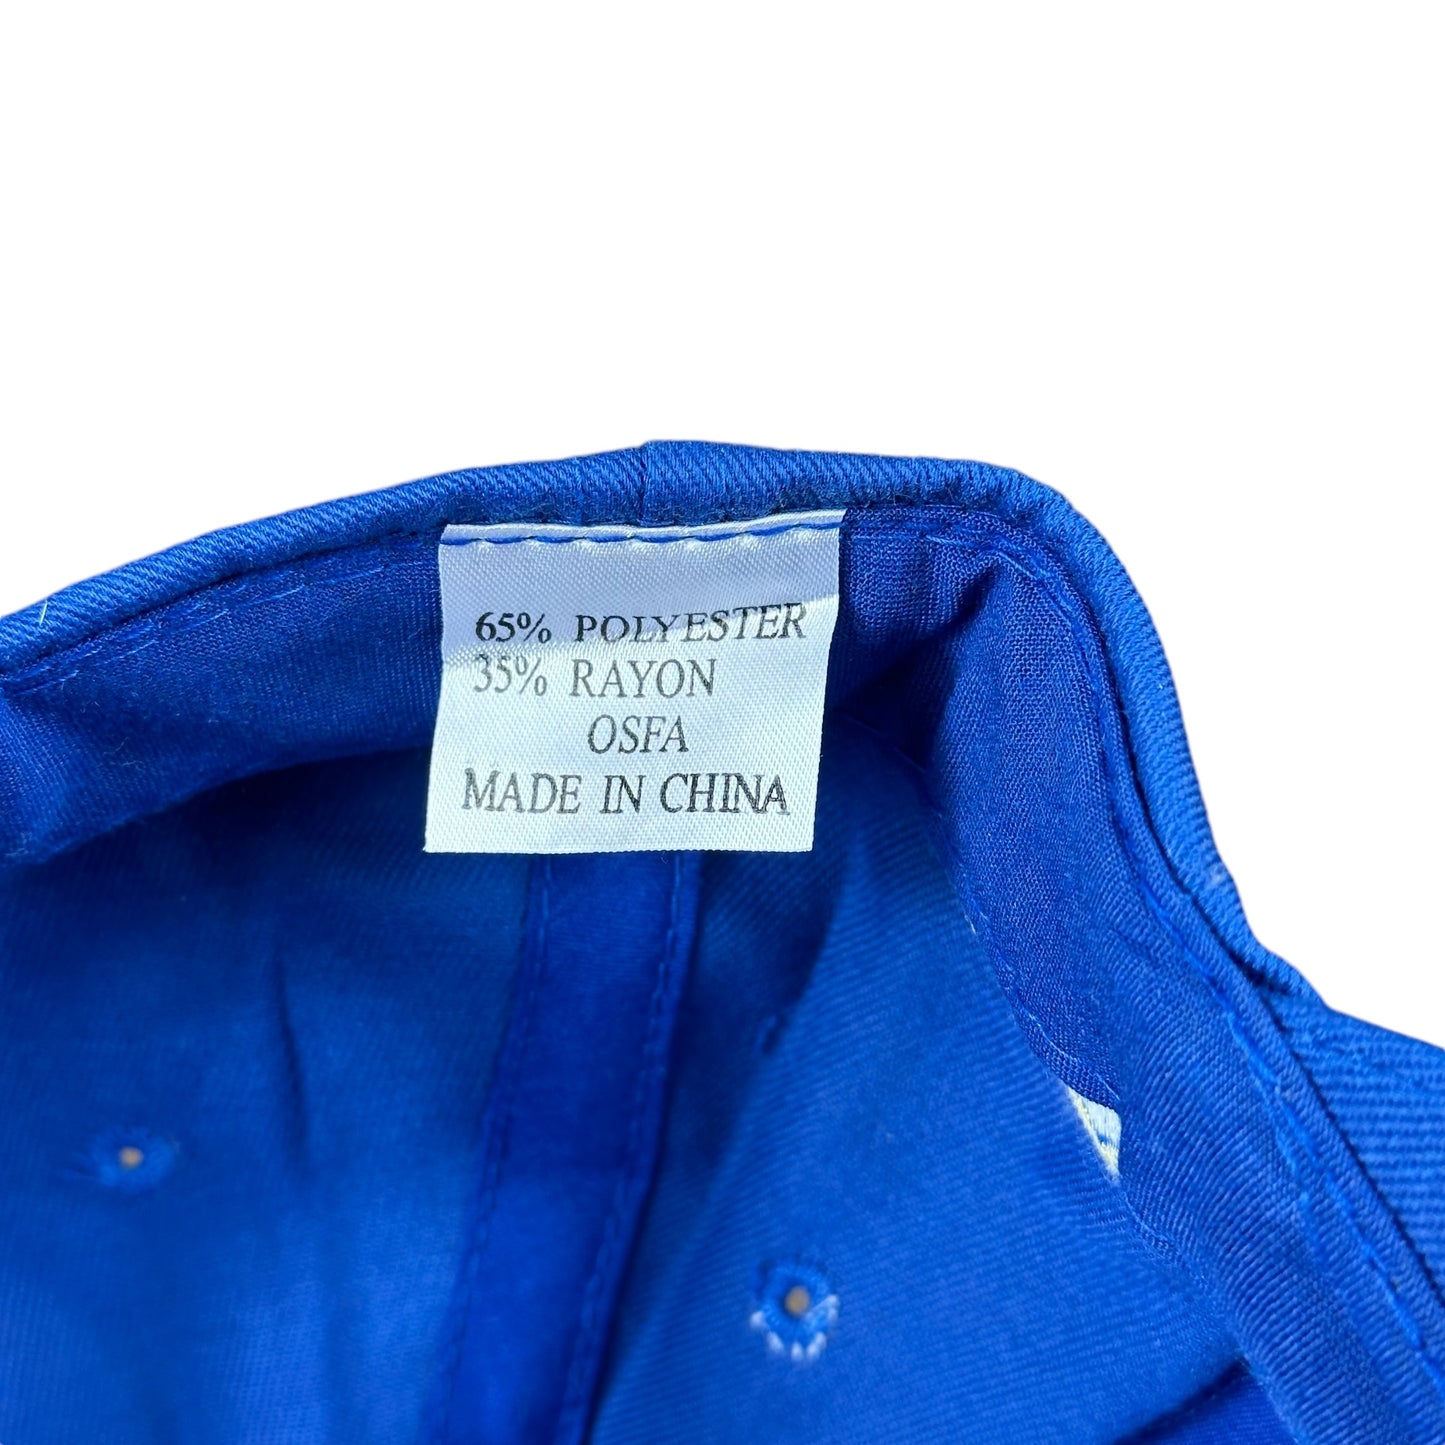 65% POLYESTER
35% RAYON
OSFA
MADE IN CHINA